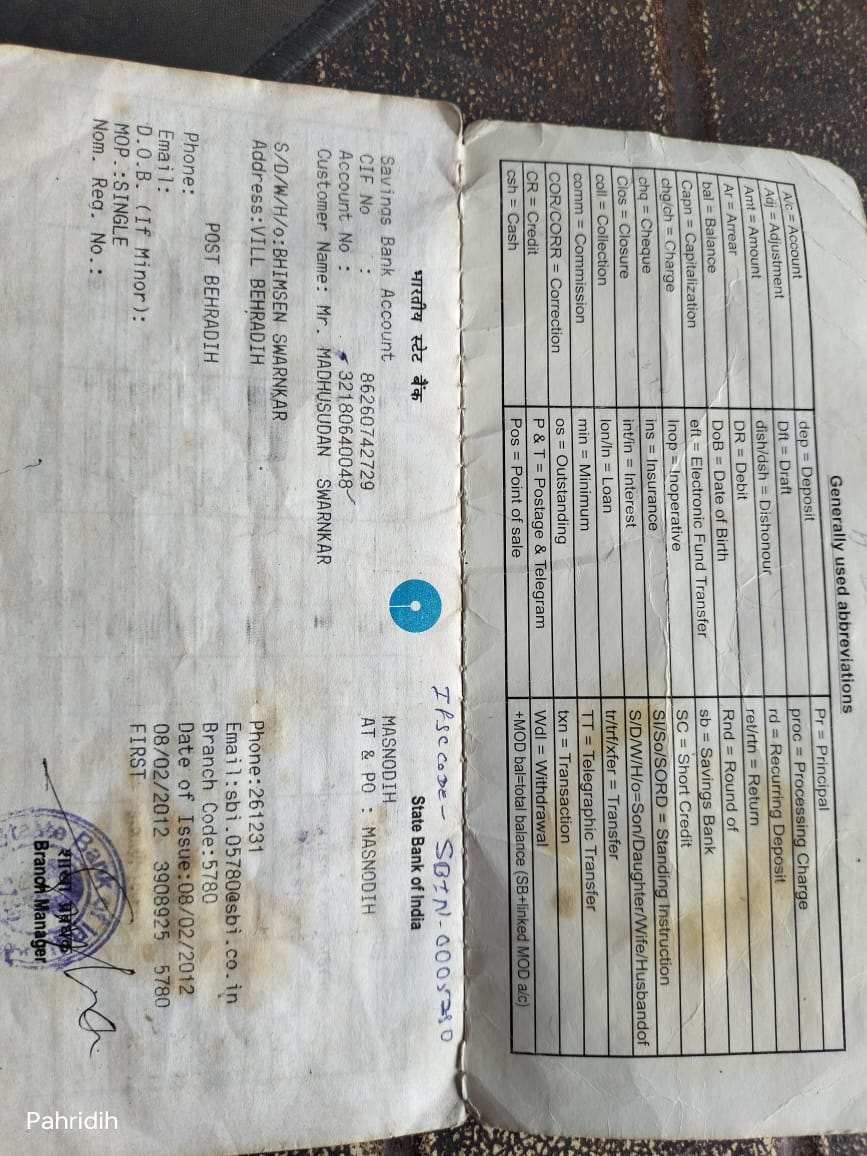 Generally used abbreviations
A/c = Account
Adj = Adjustment
Amt = Amount
Ar = Arrear
bal = Balance
Capn = Capitalization
chg/ch = Charge
chq = Cheque
Clos = Closure
coll = Collection
comm = Commission
COR/CORR = Correction
CR = Credit
csh = Cash
dep = Deposit
Dft = Draft
dish/dsh = Dishonour
DR = Debit
DoB = Date of Birth
eft = Electronic Fund Transfer
Inop = Inoperative
ins = Insurance
int/in = Interest
lon/ln = Loan
min = Minimum
os = Outstanding
P & T = Postage & Telegram
Pos = Point of sale
Pr = Principal
proc = Processing Charge
rd = Recurring Deposit
ret/rtn = Return
Rnd = Round of
sb = Savings Bank
SC = Short Credit
SI/So/SORD = Standing Instruction
S/D/W/H/o=Son/Daughter/Wife/Husbandof
tr/trf/xfer = Transfer
TT = Telegraphic Transfer
txn = Transaction
Wdl = Withdrawal
+MOD bal=total balance (SB+linked MOD a/c)
IFSC code- SBIN-0005780
भारतीय स्टेट बैंक
State Bank of India
Savings Bank Account
CIF No : 86260742729
Account No : 32180640048
Customer Name: Mr. MADHUSUDAN SWARNKAR
S/D/W/H/o:BHIMSEN SWARNKAR
Address:VILL BEHRADIH
POST BEHRADIH
Phone:
Email:
D.O.B. (If Minor):
MOP.:SINGLE
Nom. Reg. No.:
MASNODIH
AT & PO : MASNODIH
Phone:261231
Email:sbi.05780@sbi.co.in
Branch Code:5780
Date of Issue:08/02/2012
08/02/2012 3908925 5780
FIRST
शाखा प्रबंधक
Branch Manager
Pahridih